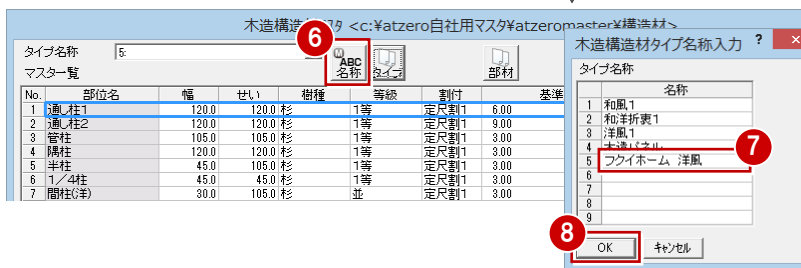 木造構造材マスタ <c:¥atzero自社用マスタ¥atzeromaster¥構造材>
6
タイプ名称 5:
ABC
名称
タイプ
部材
マスター覧
No. 部位名 幅 せい 樹種 等級 割付 基準
1 通し柱1 120.0 120.0 杉 1等 定尺割1 6.00
2 通し柱2 120.0 120.0 杉 1等 定尺割1 9.00
3 管柱 105.0 105.0 杉 1等 定尺割1 3.00
4 隅柱 120.0 120.0 杉 1等 定尺割1 3.00
5 半柱 45.0 105.0 杉 1等 定尺割1 3.00
6 1/4柱 45.0 45.0 杉 1等 定尺割1 3.00
7 間柱(洋) 30.0 105.0 杉 並 定尺割1 3.00
木造構造材タイプ名称入力 ? ×
タイプ名称
名称
1 和風1
2 和洋折衷1
3 洋風1
4 木造パネル
7
5 フクイホーム 洋風
6
7
8
9
8
OK キャンセル